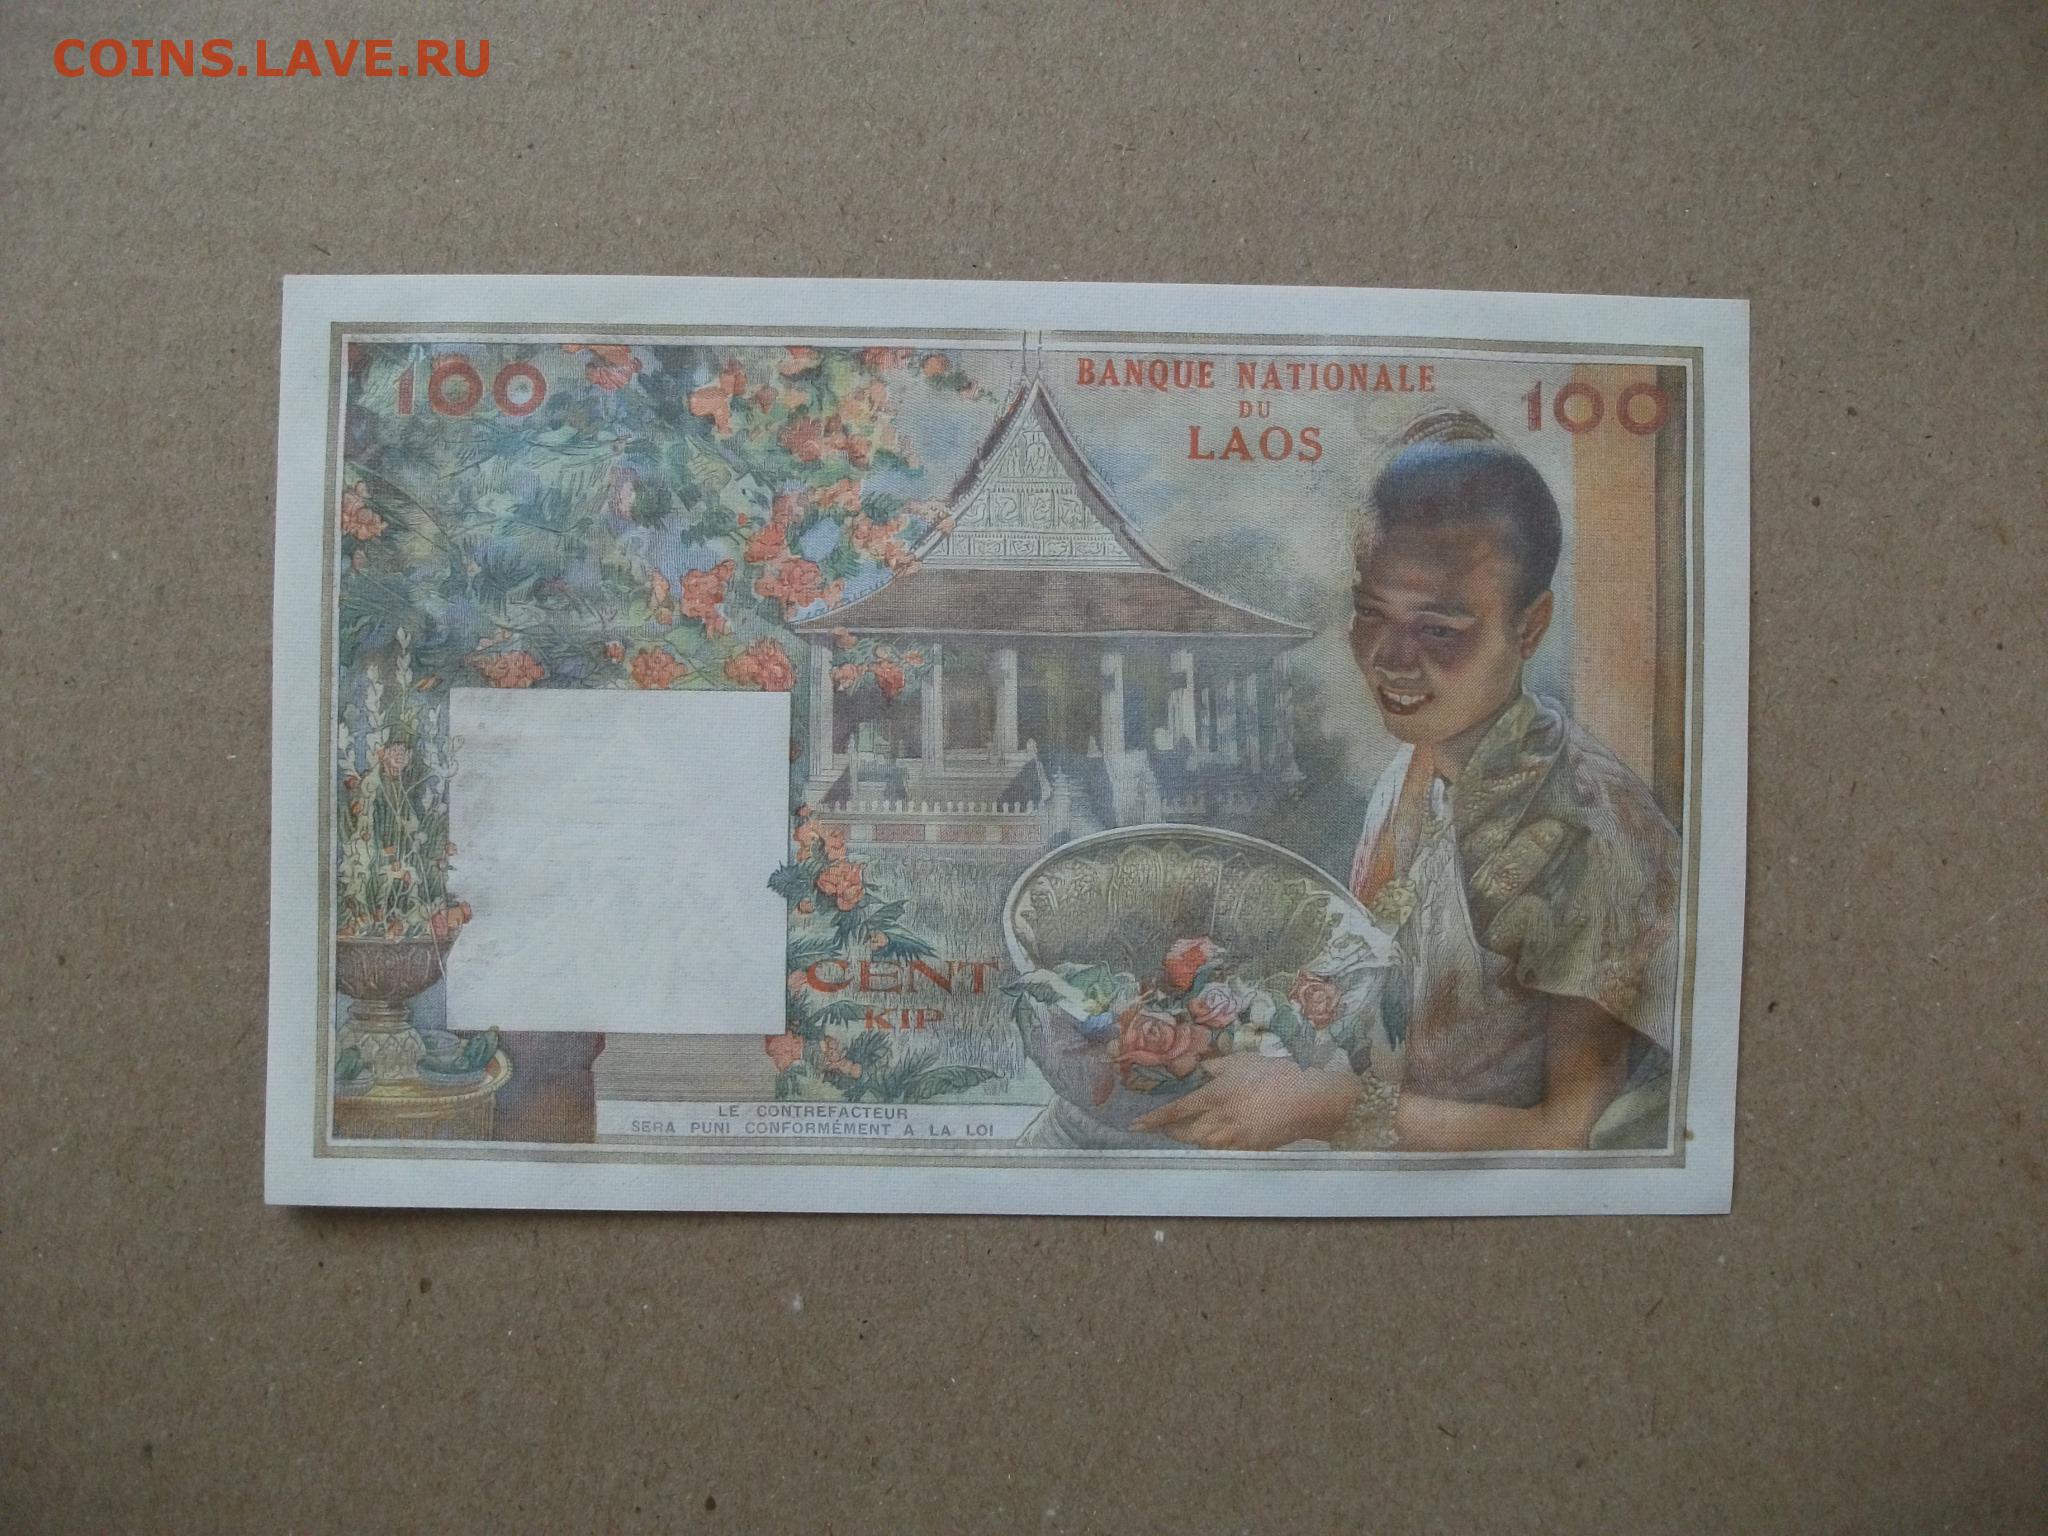 COINS.LAVE.RU
100
BANQUE NATIONALE
DU
LAOS
100
CENT
KIP
LE CONTREFACTEUR
SERA PUNI CONFORMÉMENT A LA LOI